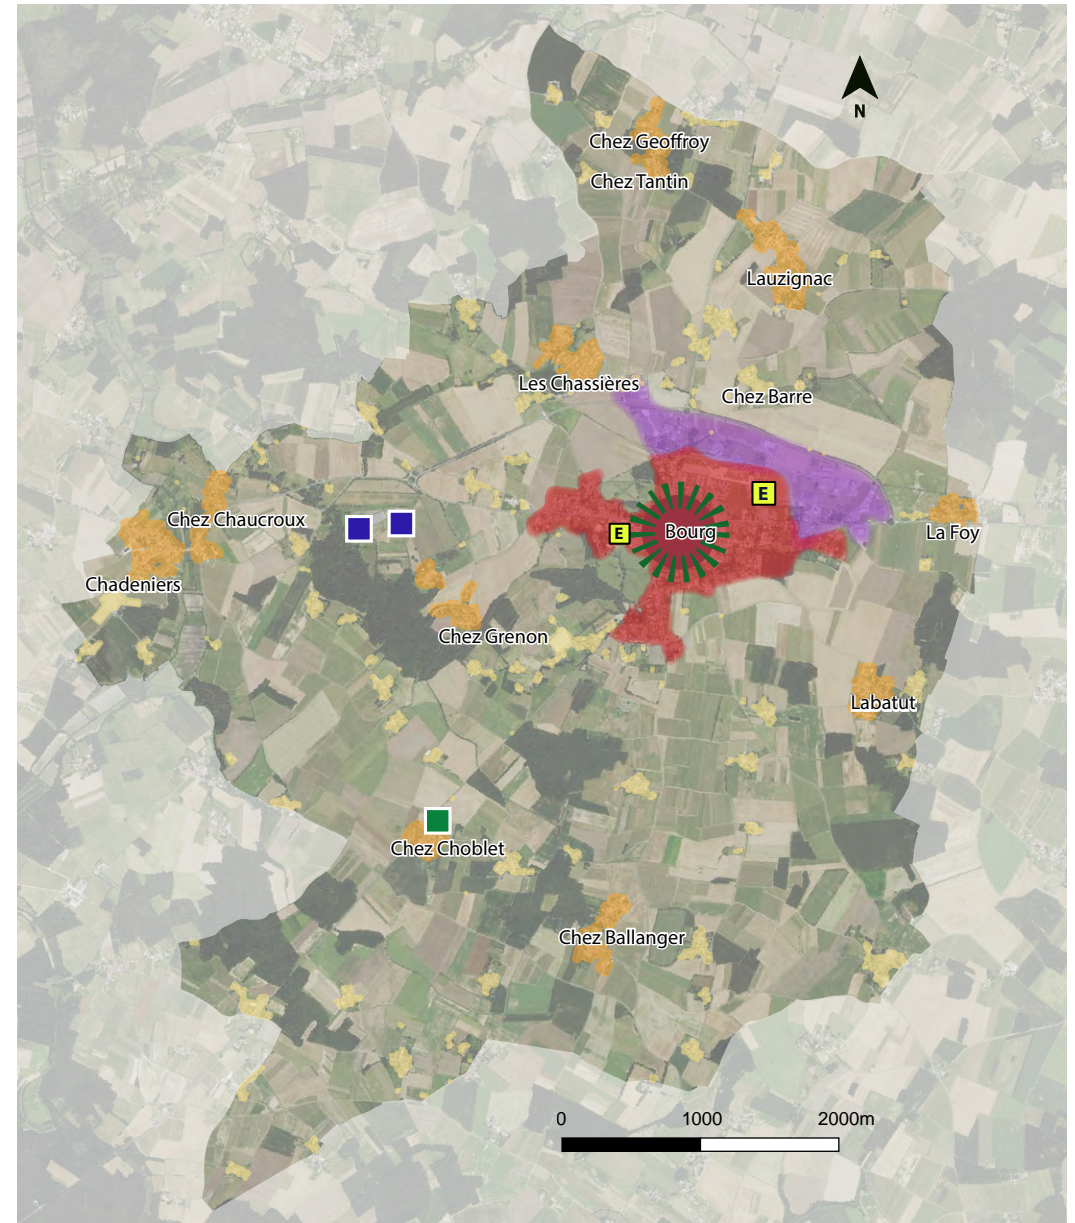 N
Chez Geoffroy
Chez Tantin
Lauzignac
Les Chassières
Chez Barre
E
Chez Chaucroux
E
Bourg
La Foy
Chadeniers
Chez Grenon
Labatut
Chez Choblet
Chez Ballanger
0 1000 2000m